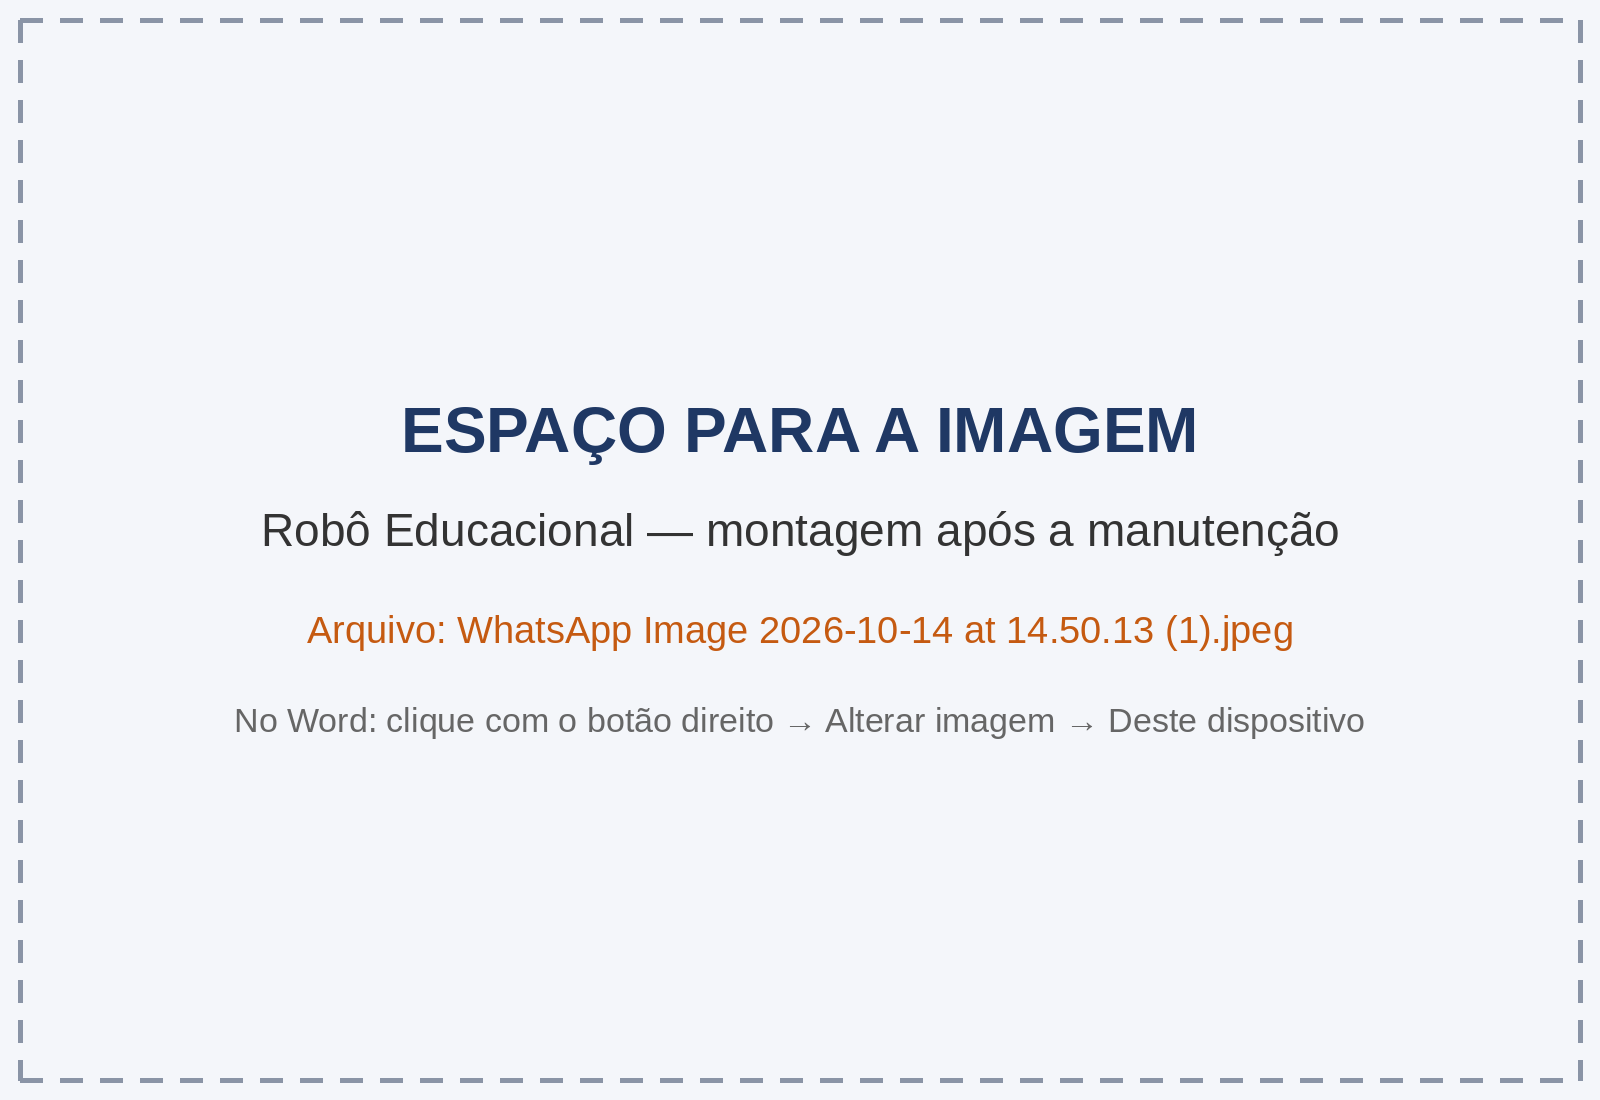 ESPAÇO PARA A IMAGEM
Robô Educacional — montagem após a manutenção
Arquivo: WhatsApp Image 2026-10-14 at 14.50.13 (1).jpeg
No Word: clique com o botão direito → Alterar imagem → Deste dispositivo